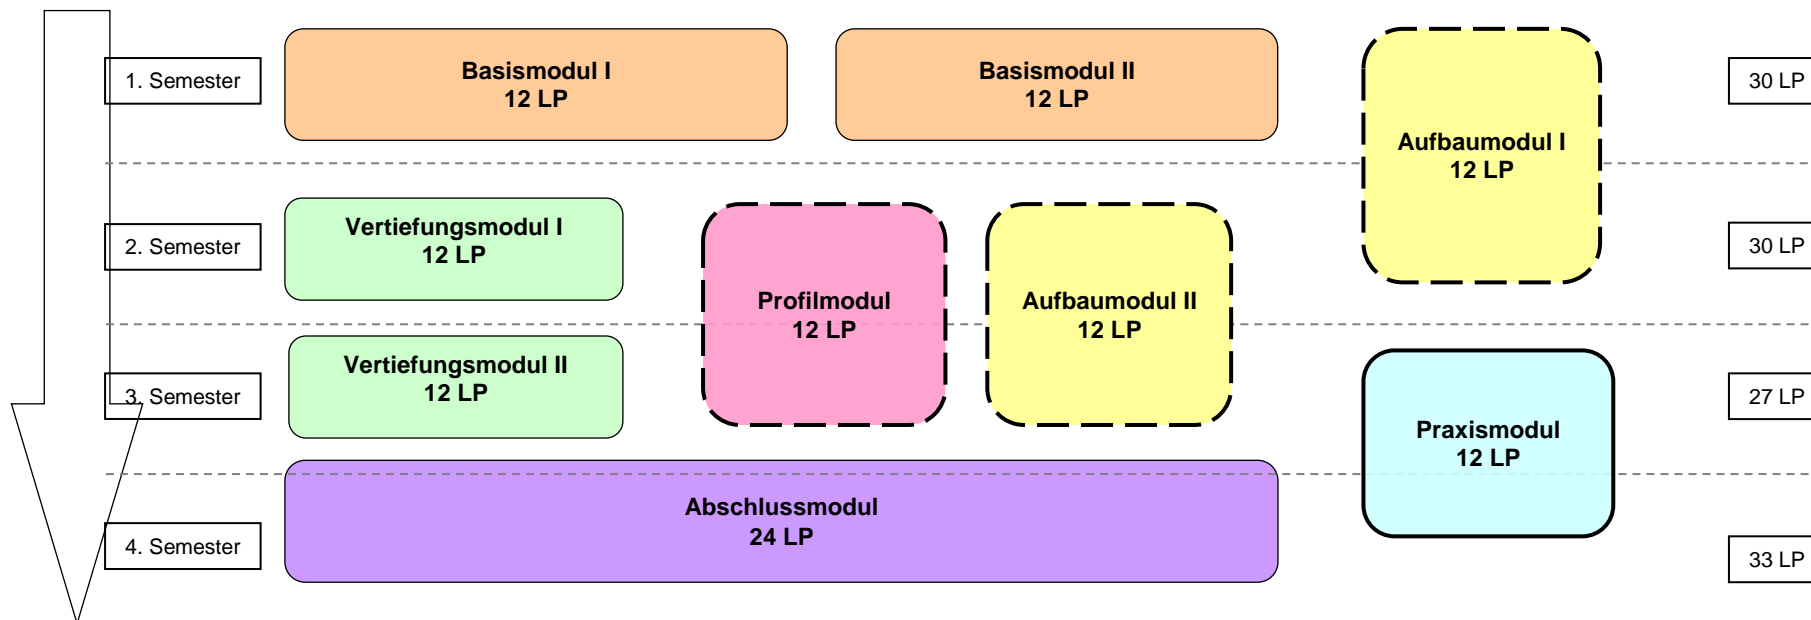 1. Semester
Basismodul I
12 LP
Basismodul II
12 LP
Aufbaumodul I
12 LP
30 LP
2. Semester
Vertiefungsmodul I
12 LP
Profilmodul
12 LP
Aufbaumodul II
12 LP
30 LP
3. Semester
Vertiefungsmodul II
12 LP
Praxismodul
12 LP
27 LP
4. Semester
Abschlussmodul
24 LP
33 LP